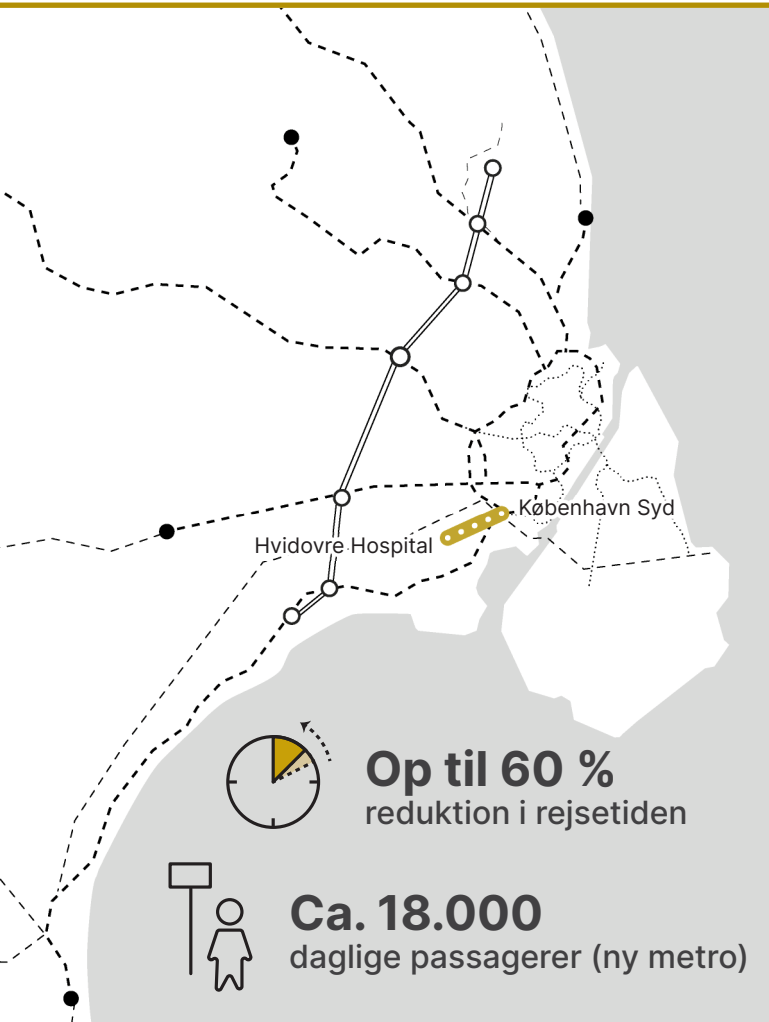 København Syd
Hvidovre Hospital
Op til 60 %
reduktion i rejsetiden
Ca. 18.000
daglige passagerer (ny metro)